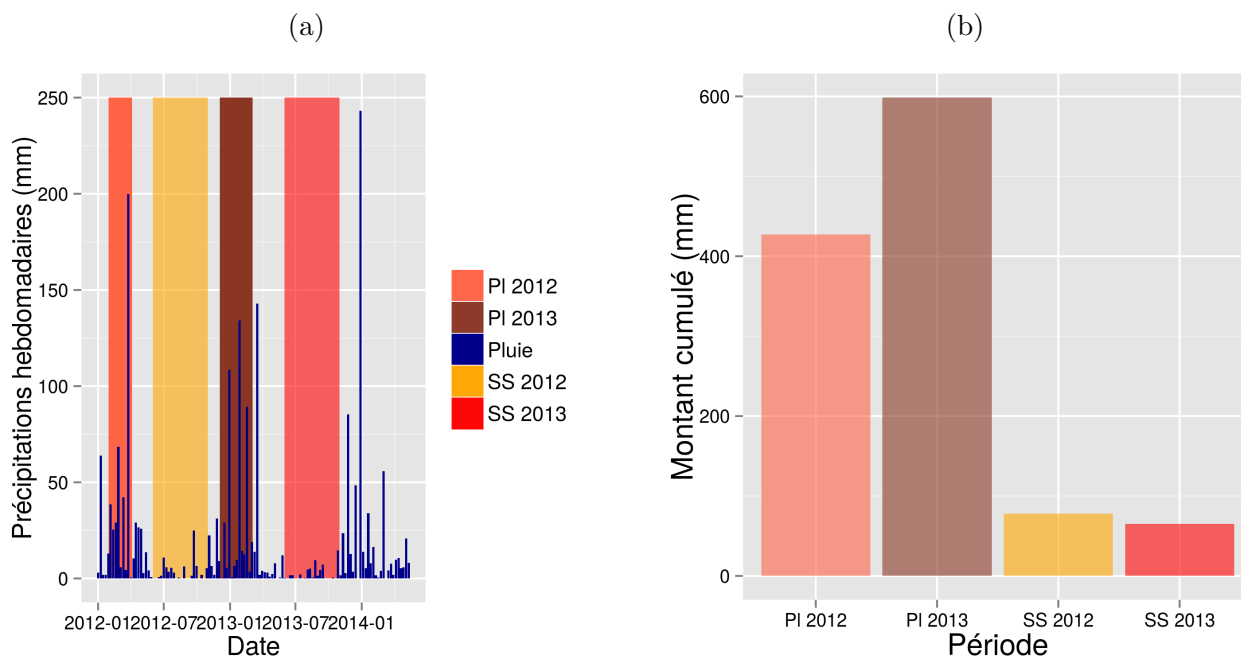 (a)
Précipitations hebdomadaires (mm)
250
200
150
100
50
0
2012-01 2012-07 2013-01 2013-07 2014-01
Date
Pl 2012
Pl 2013
Pluie
SS 2012
SS 2013
(b)
Montant cumulé (mm)
600
400
200
0
Pl 2012 Pl 2013 SS 2012 SS 2013
Période